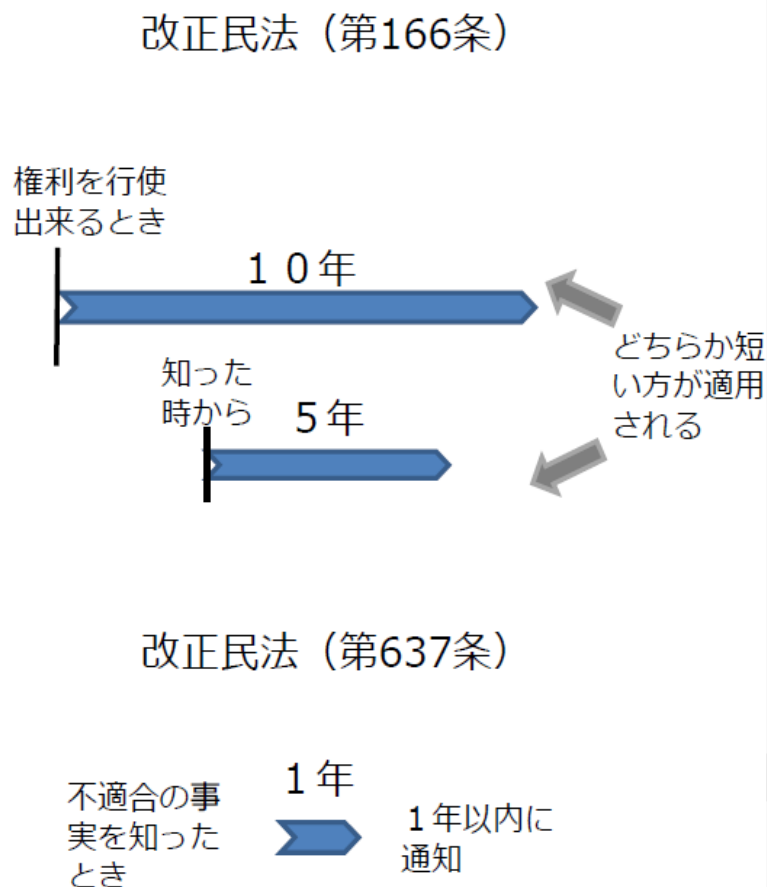 改正民法（第166条）
権利を行使
出来るとき
１０年
知った
時から
５年
どちらか短
い方が適用
される
改正民法（第637条）
不適合の事
実を知った
とき
１年
１年以内に
通知